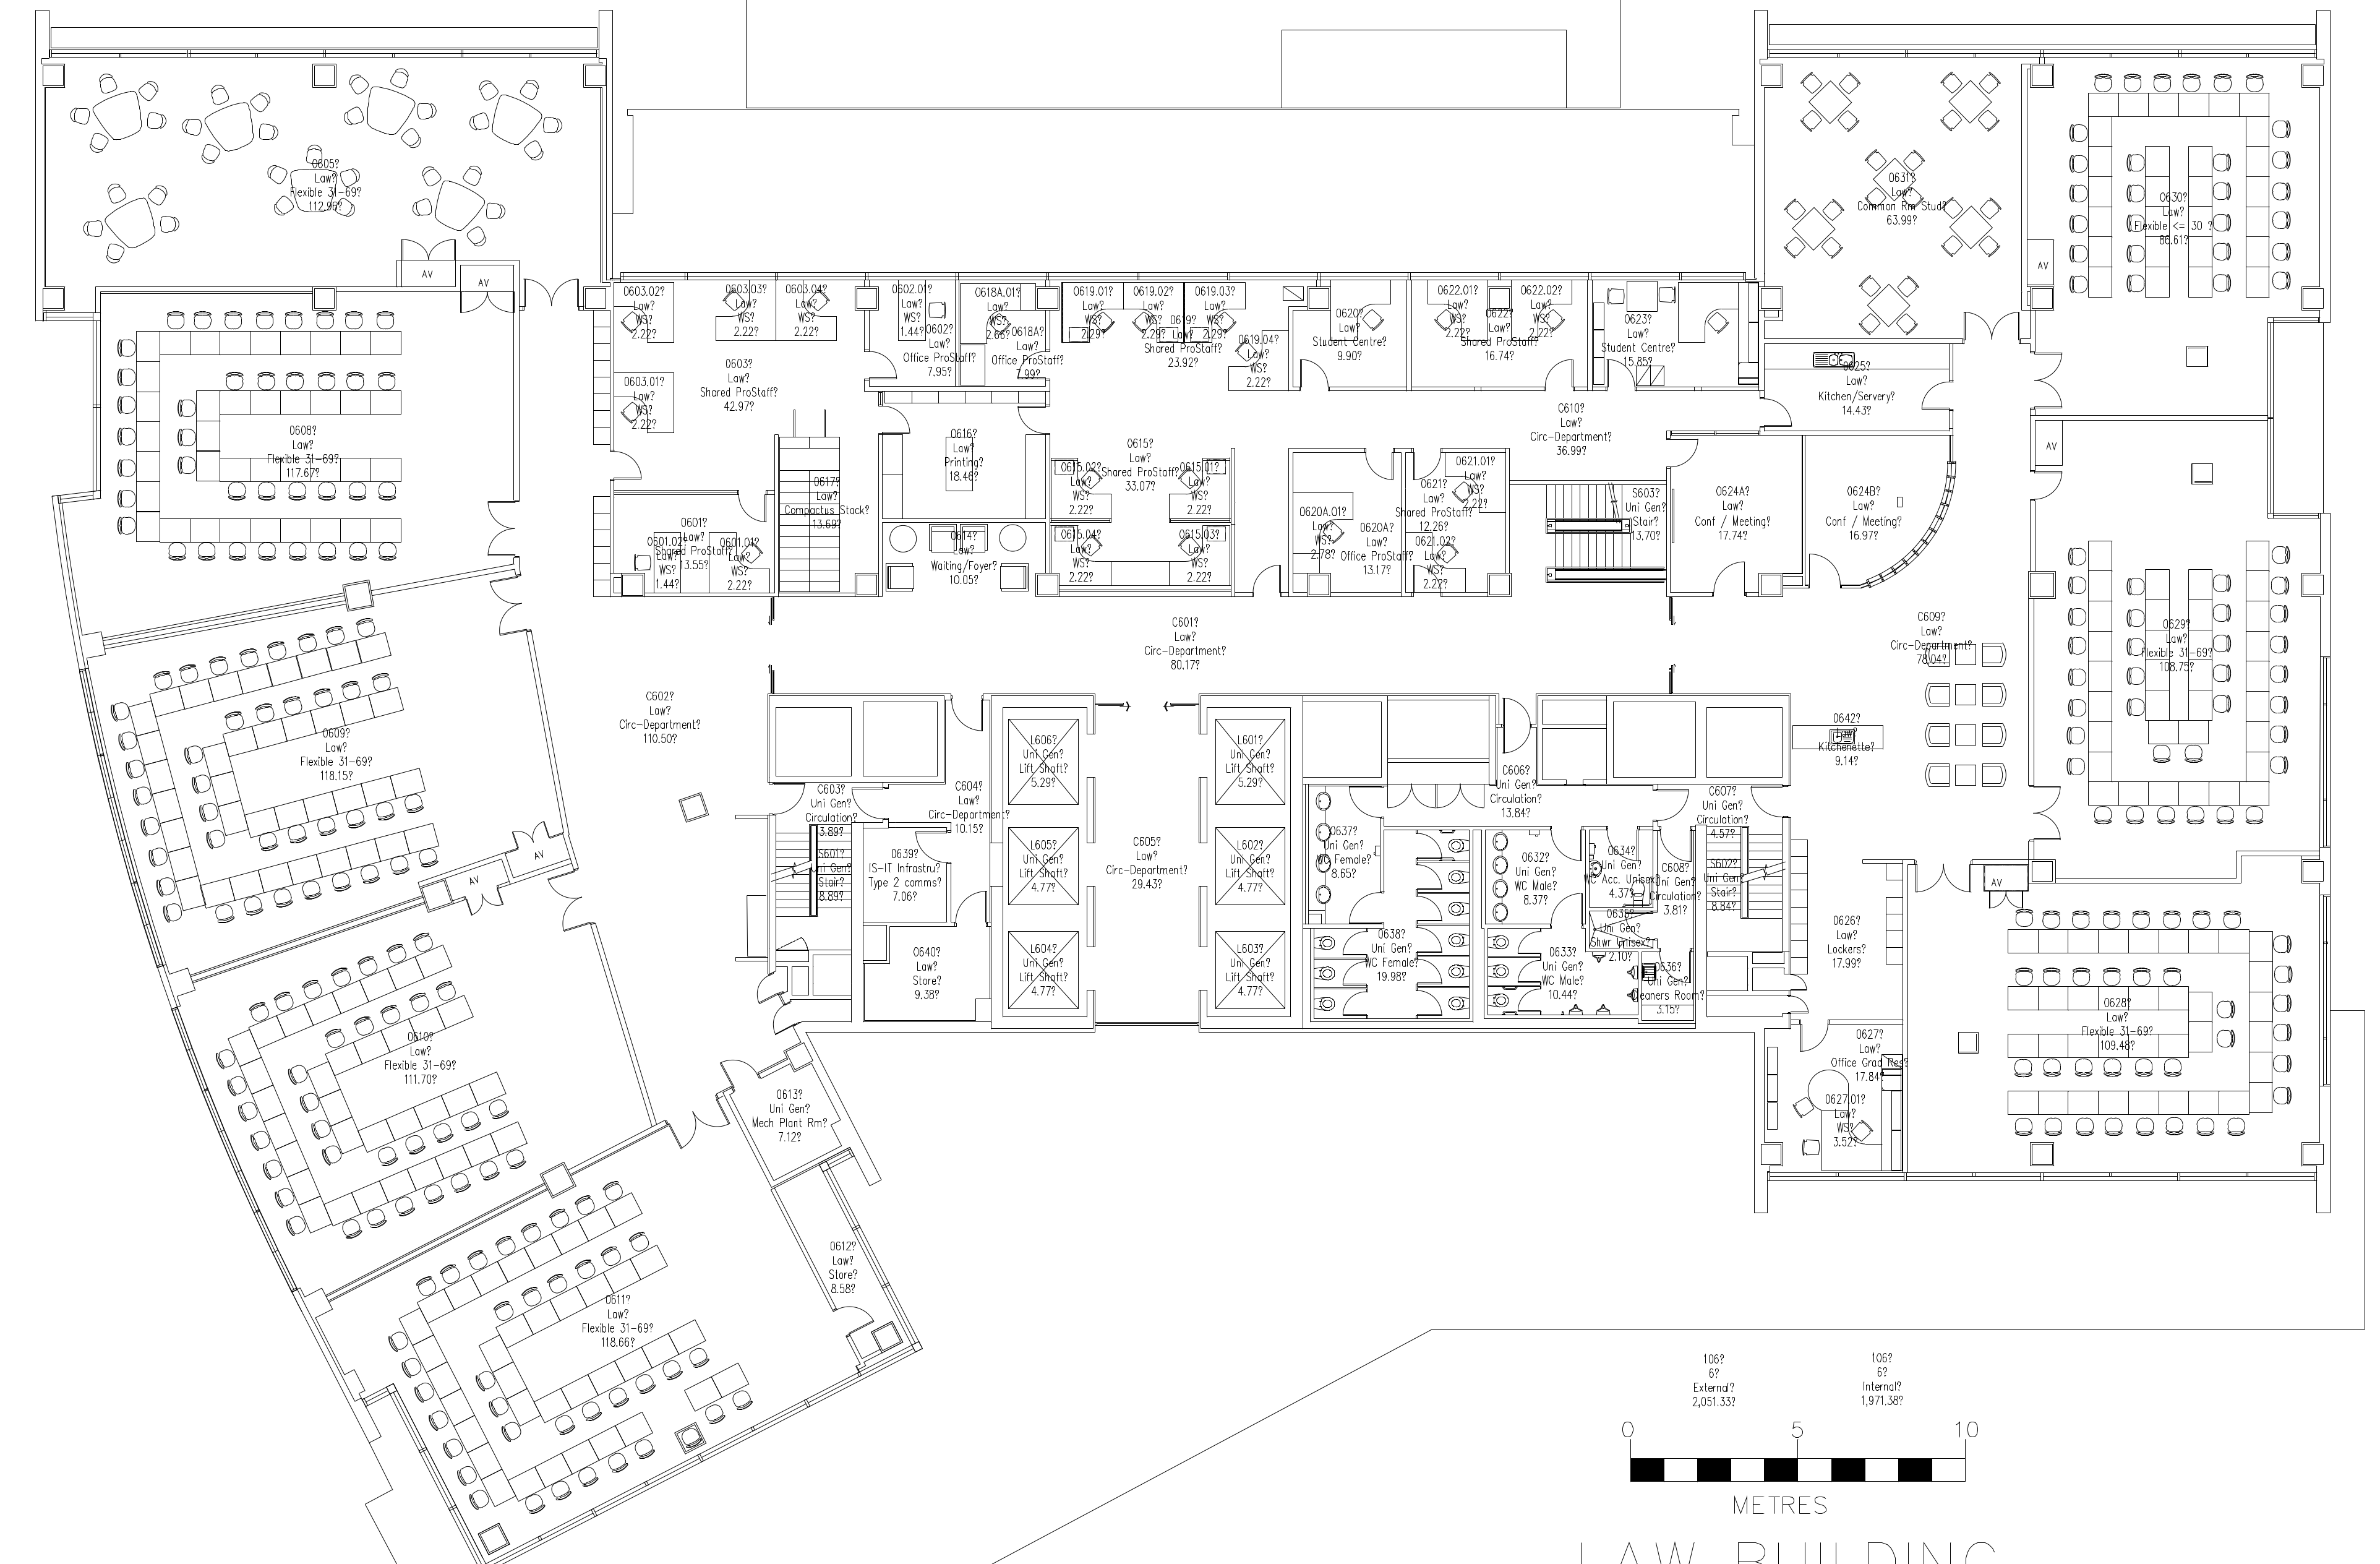 0605?
Law?
Flexible 31-69?
112.96?
AV
AV
0631?
Law?
Common Rm Stud?
63.99?
0630?
Law?
Flexible <= 30 ?
86.61?
AV
0603.02?
Law?
WS?
2.22?
0603.03?
Law?
WS?
2.22?
0603.04?
Law?
WS?
2.22?
0602.01?
Law?
WS?
1.44?
0602?
Law?
Office ProStaff?
7.95?
0618A.01?
Law?
WS?
2.66?
0618A?
Law?
Office ProStaff?
7.99?
0619.01?
Law?
WS?
2.29?
0619.02?
Law?
WS?
2.29?
0619.03?
Law?
WS?
2.29?
0619?
Law?
Shared ProStaff?
23.92?
0619.04?
Law?
WS?
2.22?
0620?
Law?
Student Centre?
9.90?
0622.01?
Law?
WS?
2.22?
0622?
Law?
Shared ProStaff?
16.74?
0622.02?
Law?
WS?
2.22?
0623?
Law?
Student Centre?
15.85?
0603.01?
Law?
WS?
2.22?
0603?
Law?
Shared ProStaff?
42.97?
0625?
Law?
Kitchen/Servery?
14.43?
C610?
Law?
Circ-Department?
36.99?
0608?
Law?
Flexible 31-69?
117.67?
0616?
Law?
Printing?
18.46?
0615?
Law?
Shared ProStaff?
33.07?
0615.02?
Law?
WS?
2.22?
0615.01?
Law?
WS?
2.22?
0615.04?
Law?
WS?
2.22?
0615.03?
Law?
WS?
2.22?
0617?
Law?
Compactus Stack?
13.69?
0601?
Law?
Shared ProStaff?
13.55?
0601.02?
Law?
WS?
1.44?
0601.01?
Law?
WS?
2.22?
0614?
Law?
Waiting/Foyer?
10.05?
0620A.01?
Law?
WS?
2.78?
0620A?
Law?
Office ProStaff?
13.17?
0621?
Law?
Shared ProStaff?
12.26?
0621.01?
Law?
WS?
2.22?
0621.02?
Law?
WS?
2.22?
S603?
Uni Gen?
Stair?
13.70?
0624A?
Law?
Conf / Meeting?
17.74?
0624B?
Law?
Conf / Meeting?
16.97?
AV
C601?
Law?
Circ-Department?
80.17?
C609?
Law?
Circ-Department?
78.04?
0629?
Law?
Flexible 31-69?
108.75?
C602?
Law?
Circ-Department?
110.50?
0609?
Law?
Flexible 31-69?
118.15?
0642?
Law?
Kitchenette?
9.14?
L606?
Uni Gen?
Lift Shaft?
5.29?
L601?
Uni Gen?
Lift Shaft?
5.29?
C603?
Uni Gen?
Circulation?
3.89?
C604?
Law?
Circ-Department?
10.15?
C606?
Uni Gen?
Circulation?
13.84?
C607?
Uni Gen?
Circulation?
4.57?
AV
AV
S601?
Uni Gen?
Stair?
8.89?
0639?
IS-IT Infrastru?
Type 2 comms?
7.06?
L605?
Uni Gen?
Lift Shaft?
4.77?
C605?
Law?
Circ-Department?
29.43?
L602?
Uni Gen?
Lift Shaft?
4.77?
0637?
Uni Gen?
WC Female?
8.65?
0632?
Uni Gen?
WC Male?
8.37?
0634?
Uni Gen?
WC Acc. Unisex?
4.37?
C608?
Uni Gen?
Circulation?
3.81?
S602?
Uni Gen?
Stair?
8.84?
AV
0640?
Law?
Store?
9.38?
L604?
Uni Gen?
Lift Shaft?
4.77?
L603?
Uni Gen?
Lift Shaft?
4.77?
0638?
Uni Gen?
WC Female?
19.98?
0633?
Uni Gen?
WC Male?
10.44?
0635?
Uni Gen?
Shwr Unisex?
2.10?
0636?
Uni Gen?
Cleaners Room?
3.15?
0626?
Law?
Lockers?
17.99?
0610?
Law?
Flexible 31-69?
111.70?
0628?
Law?
Flexible 31-69?
109.48?
0627?
Law?
Office Grad Res?
17.84?
0627.01?
Law?
WS?
3.52?
0613?
Uni Gen?
Mech Plant Rm?
7.12?
0612?
Law?
Store?
8.58?
0611?
Law?
Flexible 31-69?
118.66?
106?
6?
External?
2,051.33?
106?
6?
Internal?
1,971.38?
0 5 10
METRES
LAW BUILDING